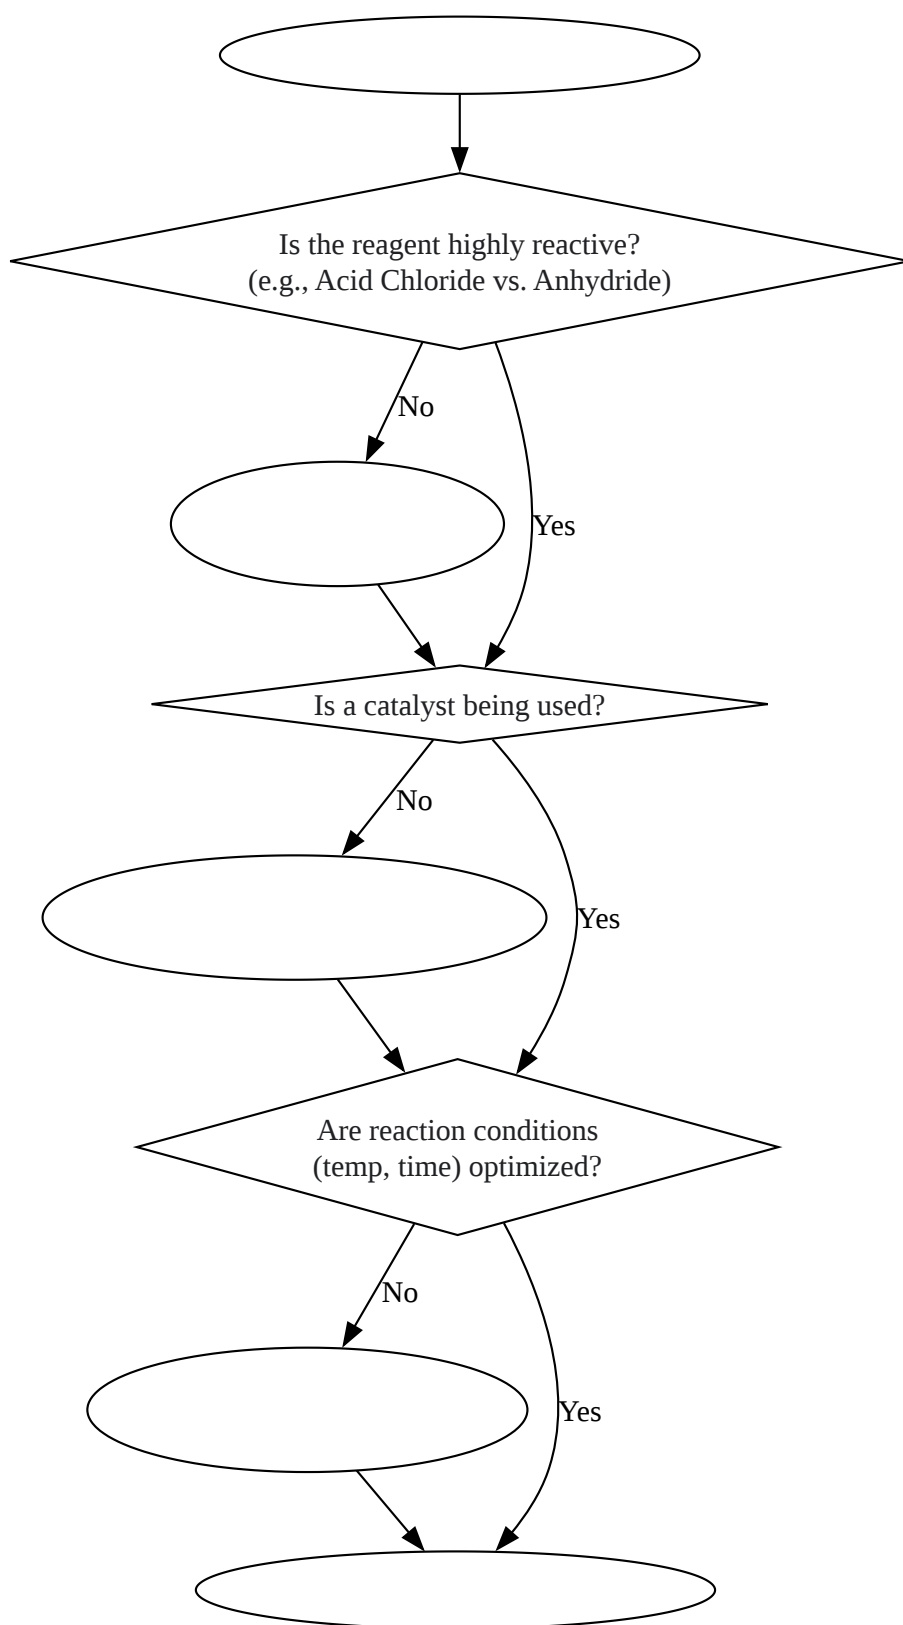 Is the reagent highly reactive?
(e.g., Acid Chloride vs. Anhydride)
No
Yes
Is a catalyst being used?
No
Yes
Are reaction conditions
(temp, time) optimized?
No
Yes